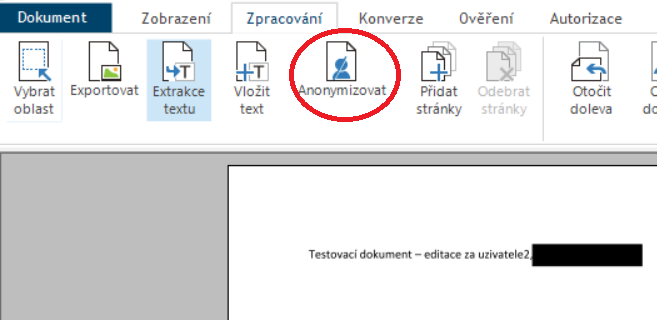 Dokument Zobrazení Zpracování Konverze Ověření Autorizace
Vybrat oblast
Exportovat
Extrakce textu
Vložit text
Anonymizovat
Přidat stránky
Odebrat stránky
Otočit doleva
Testovací dokument – editace za uzivatele2,